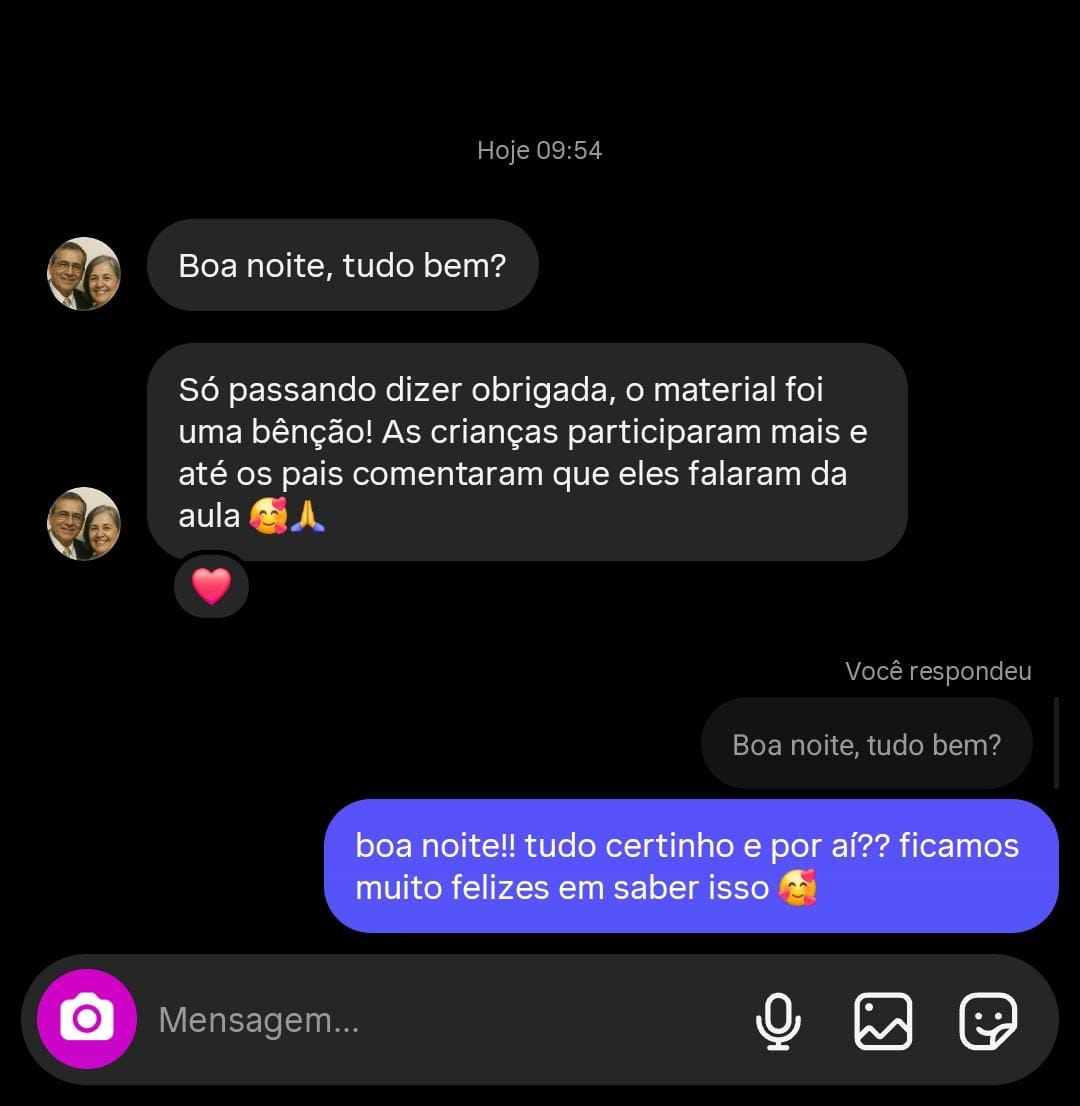 Hoje 09:54
Boa noite, tudo bem?
Só passando dizer obrigada, o material foi
uma bênção! As crianças participaram mais e
até os pais comentaram que eles falaram da
aula 🥰🙏
❤️
Você respondeu
Boa noite, tudo bem?
boa noite!! tudo certinho e por aí?? ficamos
muito felizes em saber isso 🥰
Mensagem...